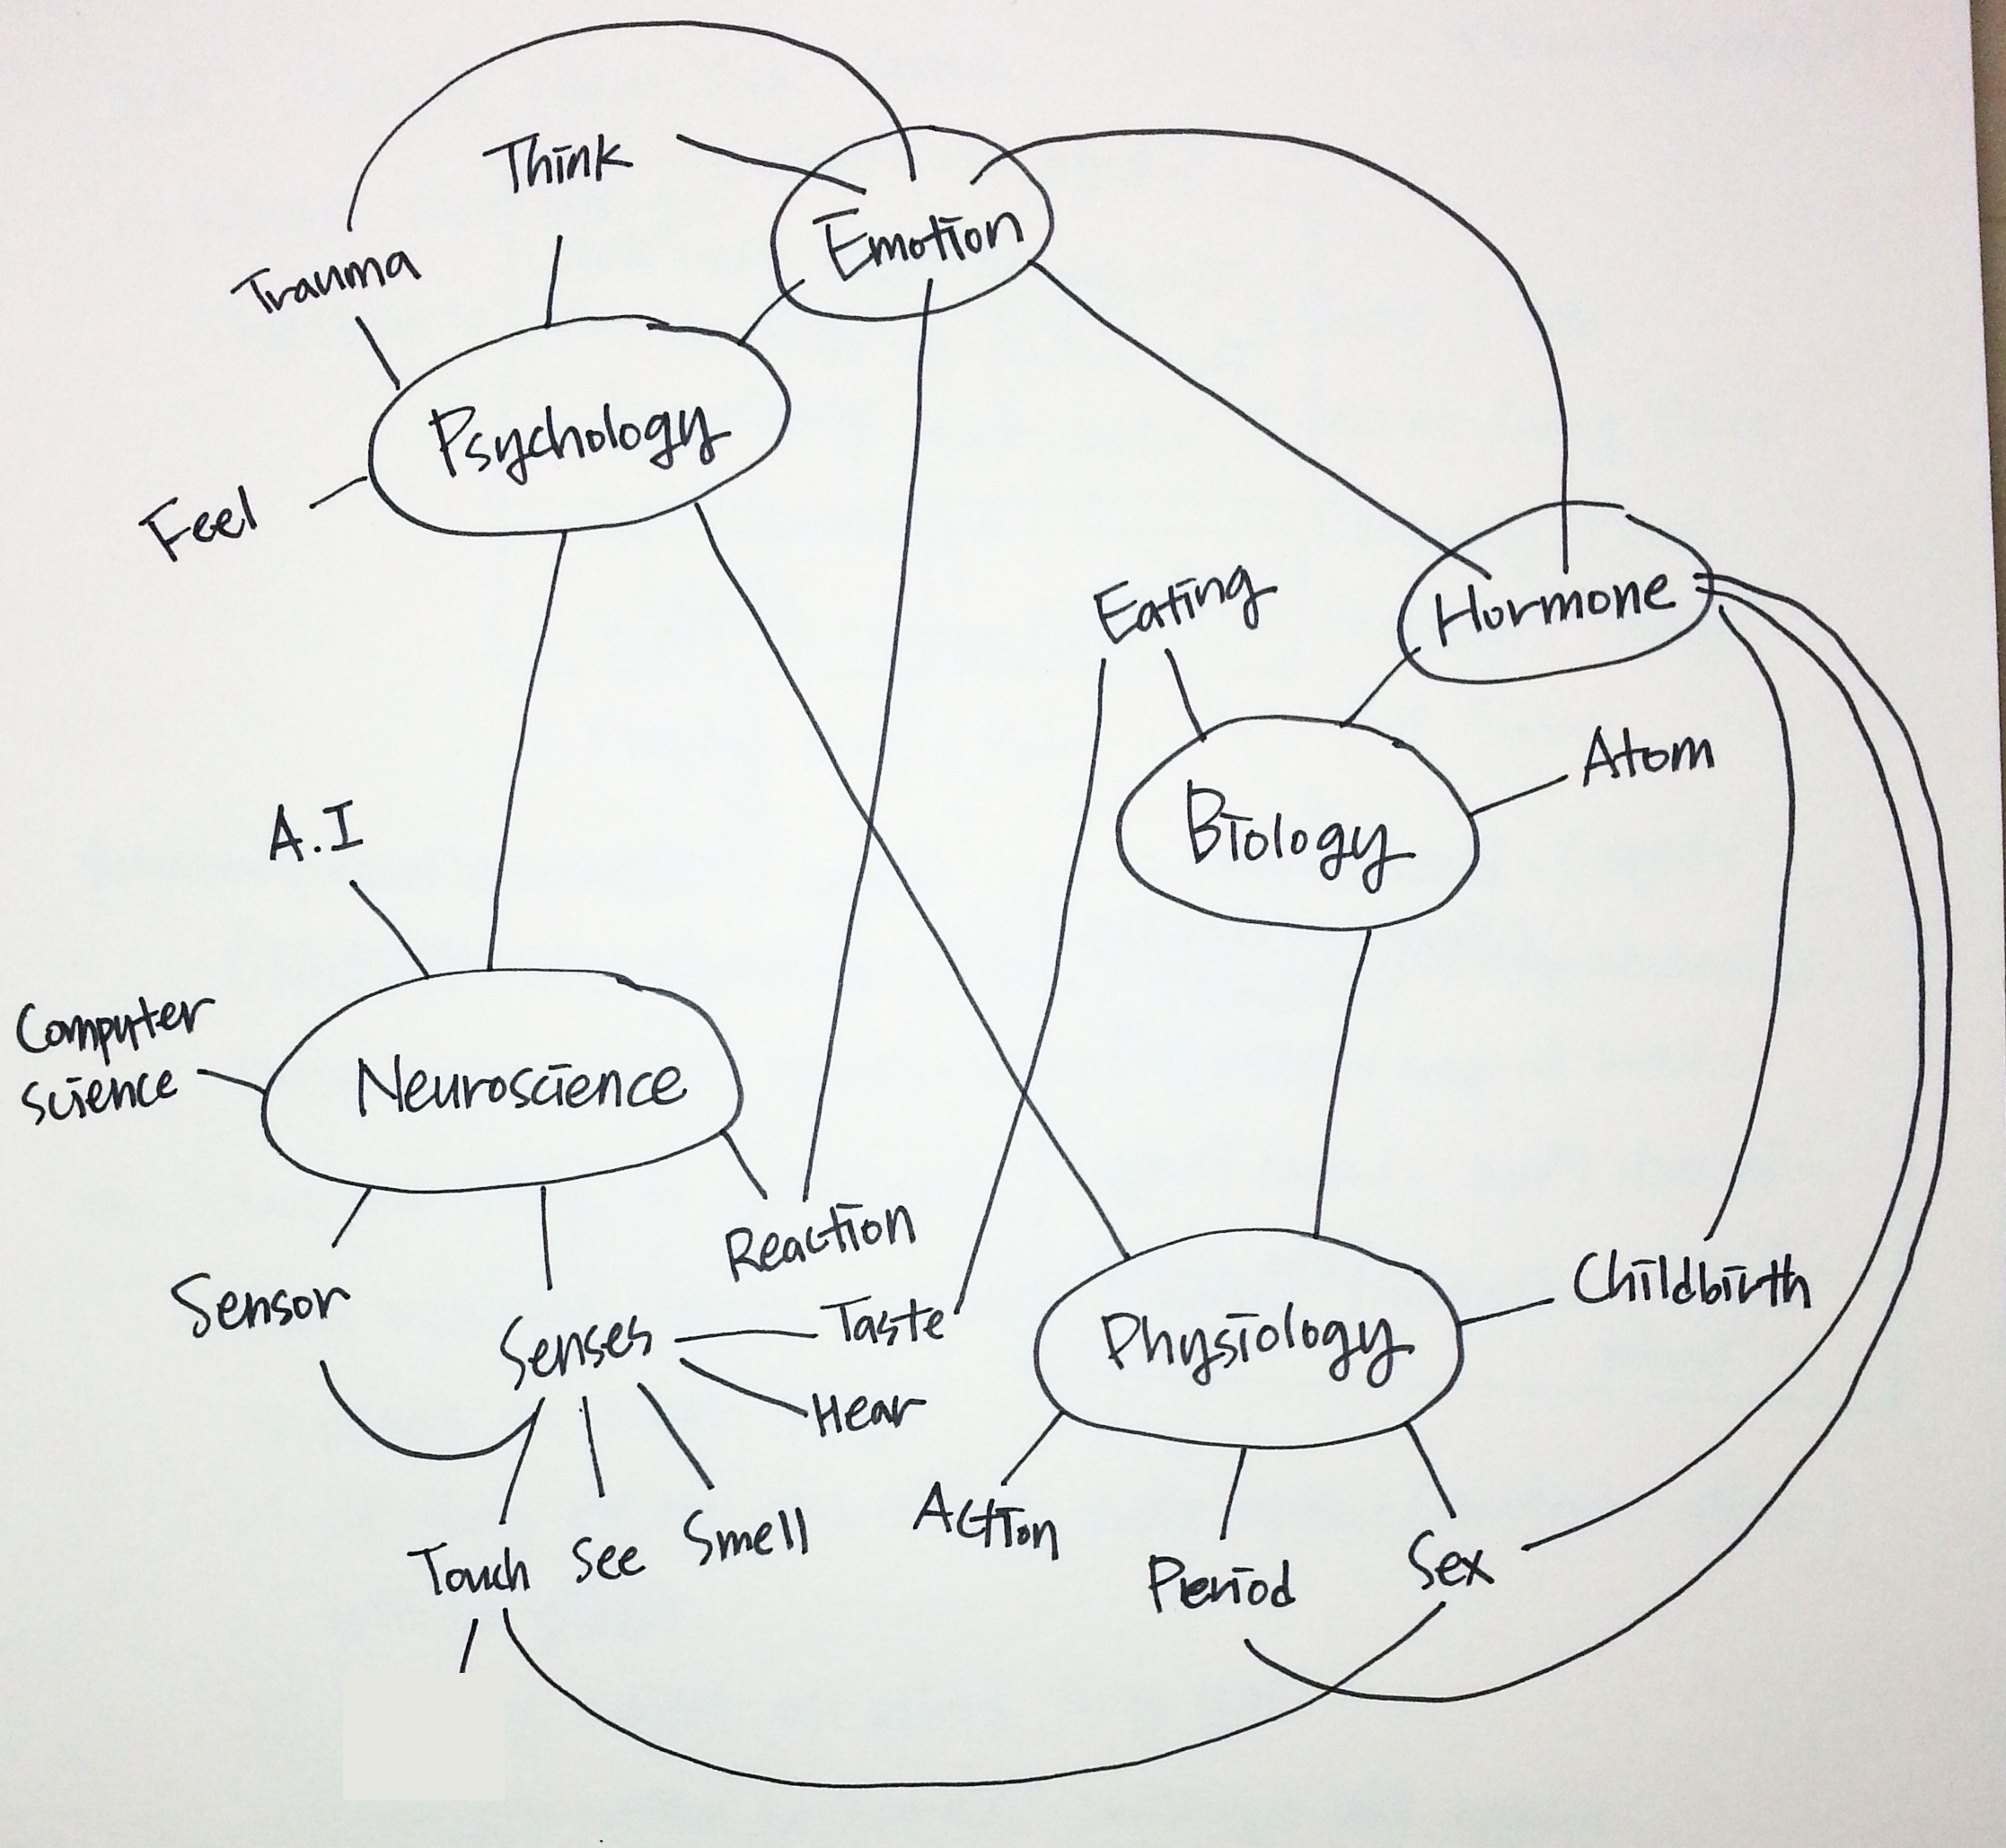 Think
Emotion
Trauma
Psychology
Feel
Eating
Hormone
Atom
Biology
A.I
Computer
science
Neuroscience
Reaction
Sensor
Senses
Taste
Hear
Physiology
Childbirth
Touch
See
Smell
Action
Period
Sex